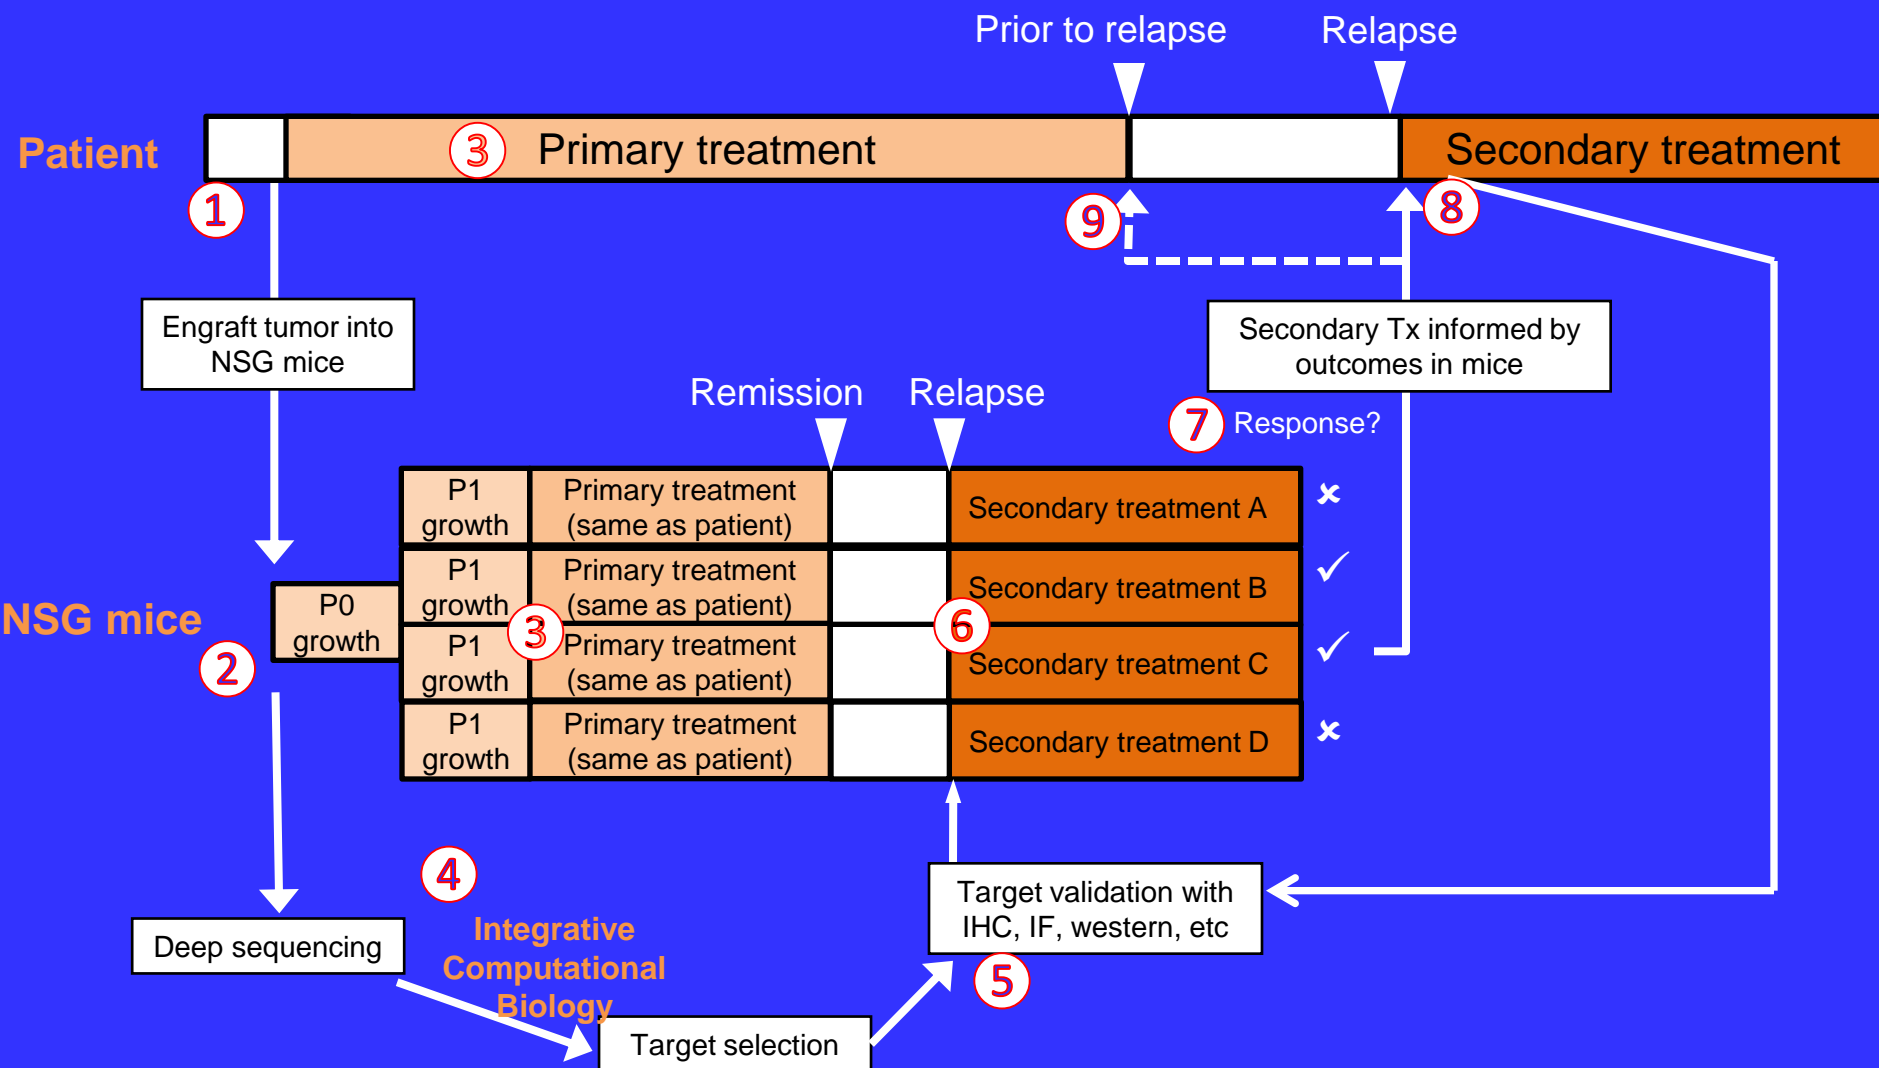 Prior to relapse
Relapse
Patient
3
Primary treatment
Secondary treatment
1
9
8
Engraft tumor into
NSG mice
Secondary Tx informed by
outcomes in mice
Remission
Relapse
7
Response?
P1
growth
Primary treatment
(same as patient)
Secondary treatment A
P1
growth
Primary treatment
(same as patient)
Secondary treatment B
NSG mice
P0
growth
3
6
P1
growth
Primary treatment
(same as patient)
Secondary treatment C
2
P1
growth
Primary treatment
(same as patient)
Secondary treatment D
4
Deep sequencing
Integrative
Computational
Biology
Target validation with
IHC, IF, western, etc
5
Target selection